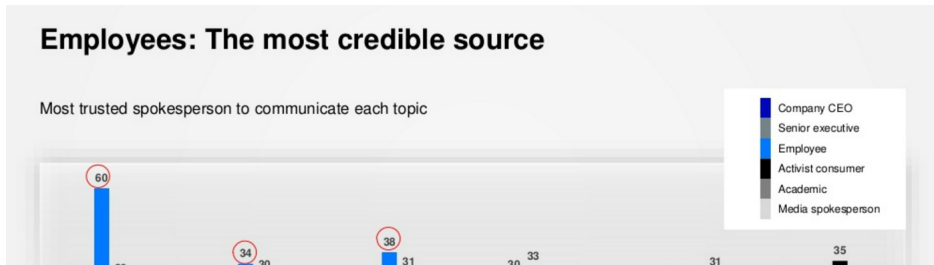 Employees: The most credible source
Most trusted spokesperson to communicate each topic
Company CEO
Senior executive
Employee
Activist consumer
Academic
Media spokesperson
60
34
30
38
31
30
33
31
35